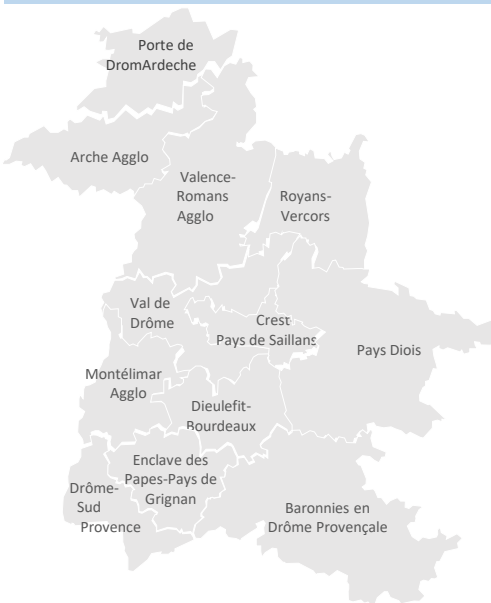 Porte de
DromArdeche
Arche Agglo
Valence-
Romans
Agglo
Royans-
Vercors
Val de
Drôme
Crest-
Pays de Saillans
Pays Diois
Montélimar
Agglo
Dieulefit-
Bourdeaux
Enclave des
Papes-Pays de
Grignan
Drôme-
Sud
Provence
Baronnies en
Drôme Provençale